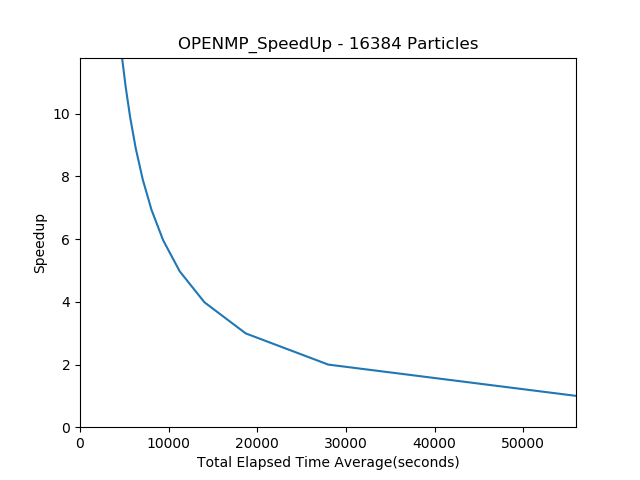 OPENMP_SpeedUp - 16384 Particles
10
8
6
4
2
0
Speedup
0 10000 20000 30000 40000 50000
Total Elapsed Time Average(seconds)